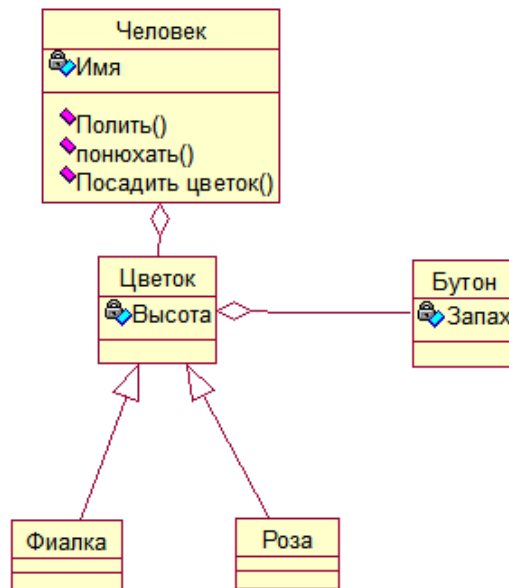 Человек
Имя
Полить()
понюхать()
Посадить цветок()
Цветок
Высота
Бутон
Запах
Фиалка
Роза